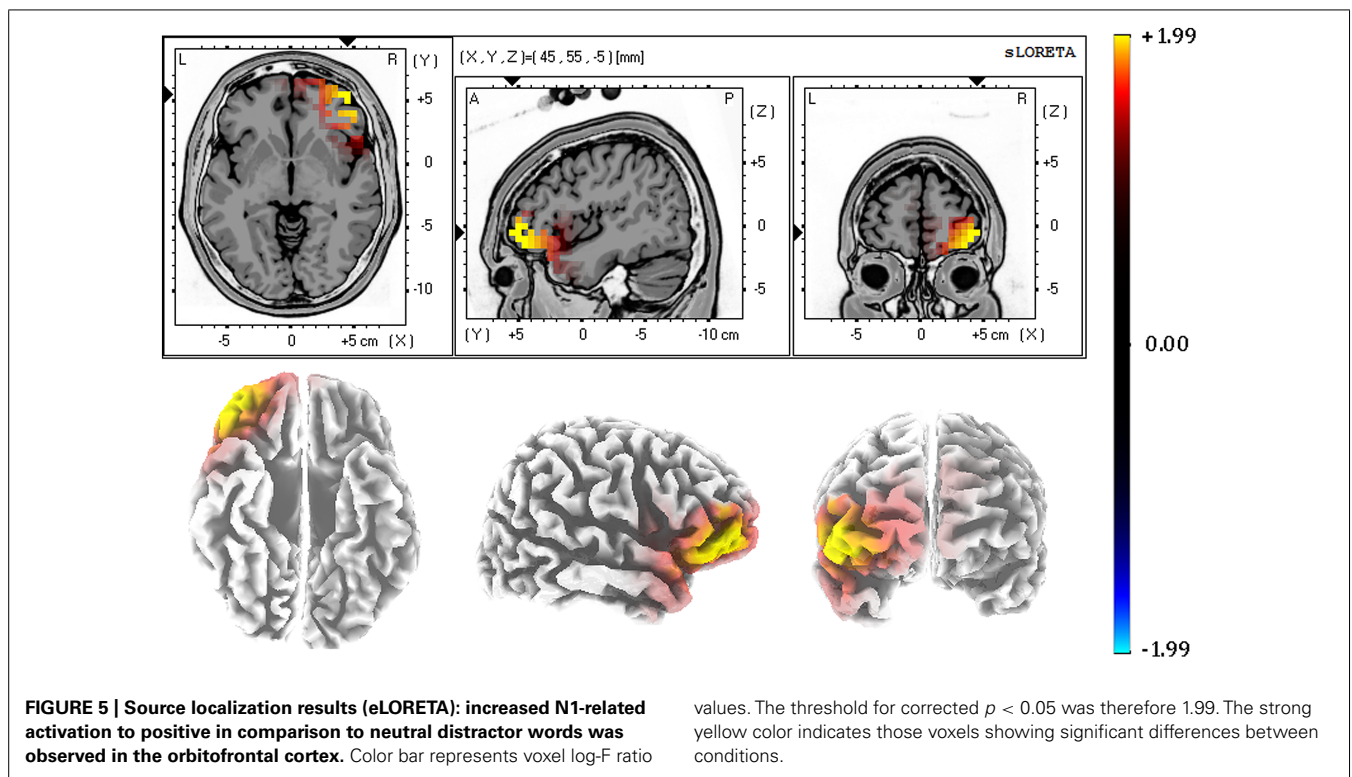 L R (Y)
+5
0
-5
-10
-5 0 +5 cm (X)
(X, Y, Z)=(45, 55, -5) [mm]
sLORETA
A P (Z)
+5
0
-5
(Y) +5 0 -5 -10 cm
L R (Z)
+5
0
-5
-5 0 +5 cm (X)
+1.99
0.00
-1.99
FIGURE 5 | Source localization results (eLORETA): increased N1-related
activation to positive in comparison to neutral distractor words was
observed in the orbitofrontal cortex. Color bar represents voxel log-F ratio
values. The threshold for corrected p < 0.05 was therefore 1.99. The strong
yellow color indicates those voxels showing significant differences between
conditions.